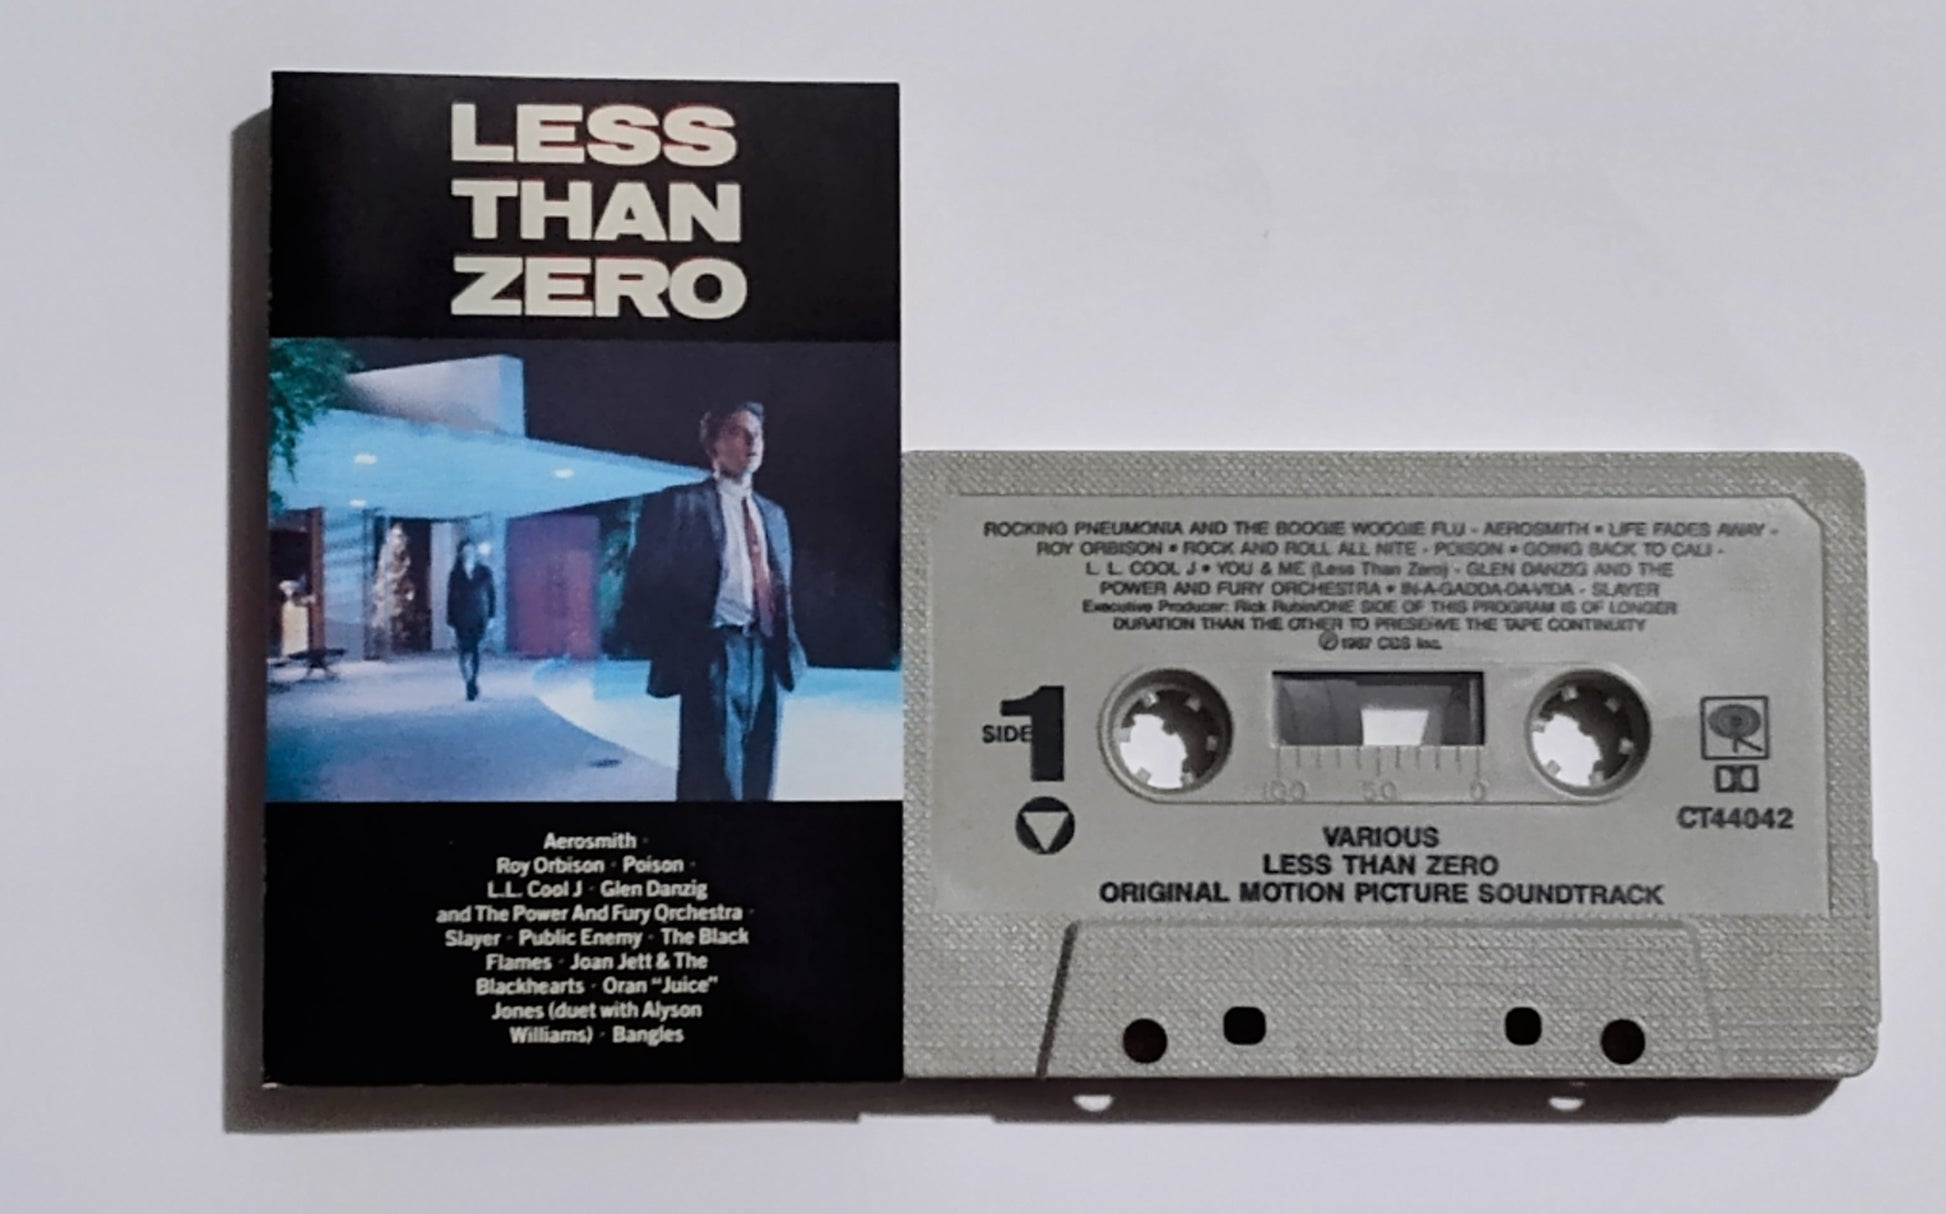 LESS
THAN
ZERO
Aerosmith ·
Roy Orbison · Poison ·
L.L. Cool J · Glen Danzig
and The Power And Fury Orchestra ·
Slayer · Public Enemy · The Black
Flames · Joan Jett & The
Blackhearts · Oran "Juice"
Jones (duet with Alyson
Williams) · Bangles
ROCKING PNEUMONIA AND THE BOOGIE WOOGIE FLU - AEROSMITH • LIFE FADES AWAY -
ROY ORBISON • ROCK AND ROLL ALL NITE - POISON • GOING BACK TO CALI -
L. L. COOL J • YOU & ME (Less Than Zero) - GLEN DANZIG AND THE
POWER AND FURY ORCHESTRA • IN-A-GADDA-DA-VIDA - SLAYER
Executive Producer: Rick Rubin/ONE SIDE OF THIS PROGRAM IS OF LONGER
DURATION THAN THE OTHER TO PRESERVE THE TAPE CONTINUITY
Ⓟ 1987 CBS Inc.
SIDE 1
100 50 0
CT44042
VARIOUS
LESS THAN ZERO
ORIGINAL MOTION PICTURE SOUNDTRACK